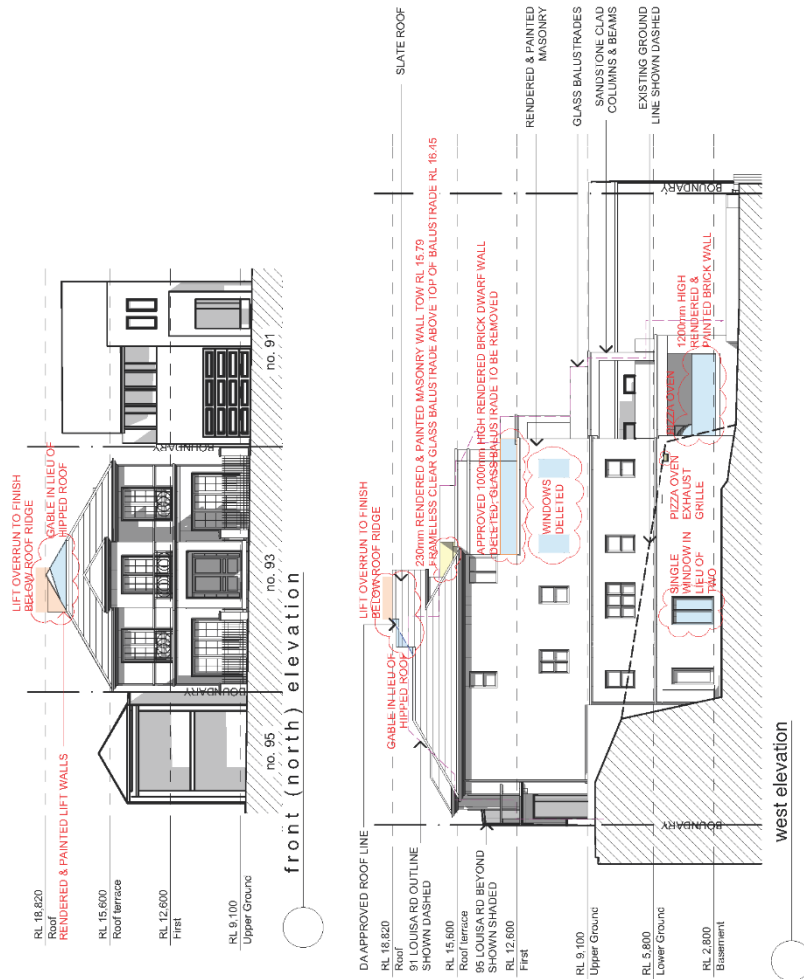 LIFT OVERRUN TO FINISH
BELOW ROOF RIDGE
GABLE IN LIEU OF
HIPPED ROOF
BOUNDARY
BOUNDARY
no. 95
no. 93
no. 91
RL 18,820
Roof
RENDERED & PAINTED LIFT WALLS
RL 15,600
Roof terrace
RL 12,600
First
RL 9,100
Upper Ground
front (north) elevation
SLATE ROOF
RENDERED & PAINTED
MASONRY
GLASS BALUSTRADES
SANDSTONE CLAD
COLUMNS & BEAMS
EXISTING GROUND
LINE SHOWN DASHED
LIFT OVERRUN TO FINISH
BELOW ROOF RIDGE
GABLE IN LIEU OF
HIPPED ROOF
230mm RENDERED & PAINTED MASONRY WALL TOW RL 15.79
FRAMELESS CLEAR GLASS BALUSTRADE ABOVE TOP OF BALUSTRADE RL 16.45
APPROVED 1000mm HIGH RENDERED BRICK DWARF WALL
DELETED. GLASS BALUSTRADE TO BE REMOVED
WINDOWS
DELETED
SINGLE
WINDOW IN
LIEU OF
TWO
PIZZA OVEN
EXHAUST
GRILLE
PIZZA OVEN
1200mm HIGH
RENDERED &
PAINTED BRICK WALL
BOUNDARY
BOUNDARY
DA APPROVED ROOF LINE
RL 18,820
Roof
91 LOUISA RD OUTLINE
SHOWN DASHED
RL 15,600
Roof terrace
95 LOUISA RD BEYOND
SHOWN SHADED
RL 12,600
First
RL 9,100
Upper Ground
RL 5,800
Lower Ground
RL 2,800
Basement
west elevation